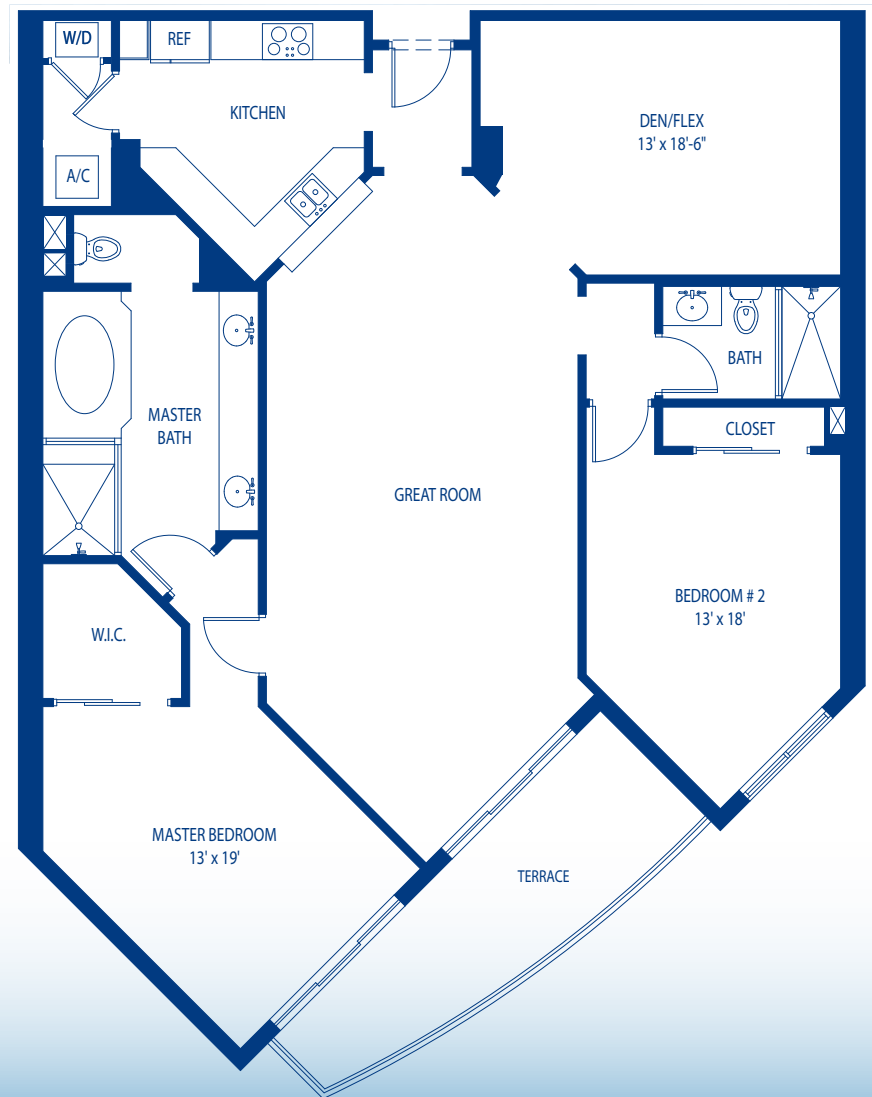 W/D
REF
KITCHEN
DEN/FLEX
13' x 18'-6"
A/C
BATH
MASTER
BATH
CLOSET
GREAT ROOM
BEDROOM # 2
13' x 18'
W.I.C.
MASTER BEDROOM
13' x 19'
TERRACE